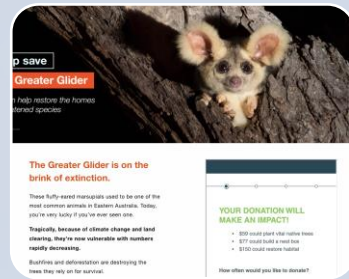 p save
Greater Glider
help restore the homes
tened species
The Greater Glider is on the
brink of extinction.
These fluffy-eared marsupials used to be one of the
most common animals in Eastern Australia. Today,
you're very lucky if you've ever seen one.
Tragically, because of climate change and land
clearing, they're now vulnerable with numbers
rapidly decreasing.
Bushfires and deforestation are destroying the
trees they rely on for survival.
YOUR DONATION WILL
MAKE AN IMPACT!
• $59 could plant vital native trees
• $77 could build a nest box
• $150 could restore habitat
How often would you like to donate?